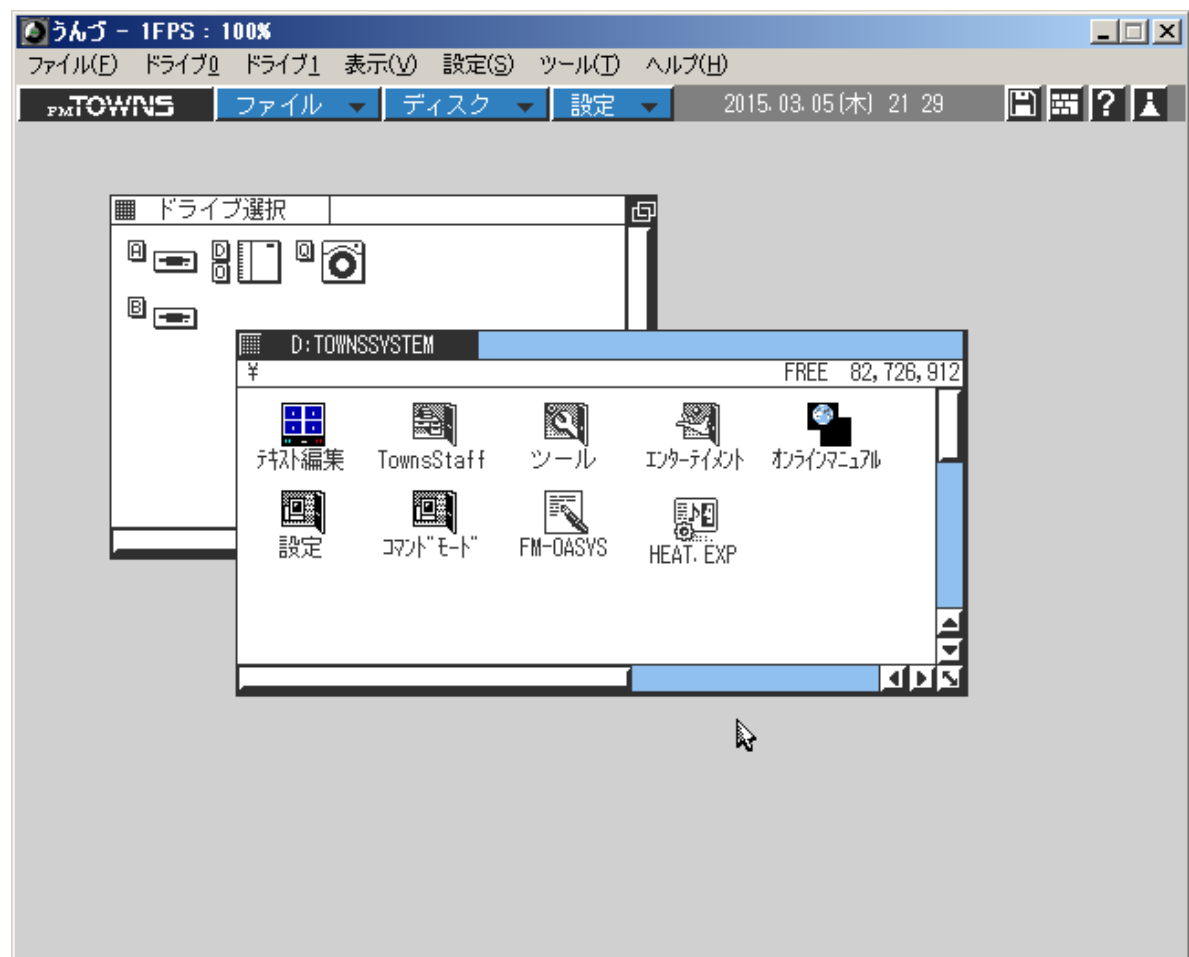 うんづ - 1FPS : 100%
ファイル(F) ドライブ0 ドライブ1 表示(V) 設定(S) ツール(T) ヘルプ(H)
FMTOWNS ファイル ディスク 設定 2015.03.05(木) 21 29 ?
ドライブ選択
A D O Q
B
D:TOWNSSYSTEM
¥ FREE 82,726,912
テキスト編集 TownsStaff ツール エンターテイメント オンラインマニュアル
設定 コマンドモード FM-OASYS HEAT.EXP